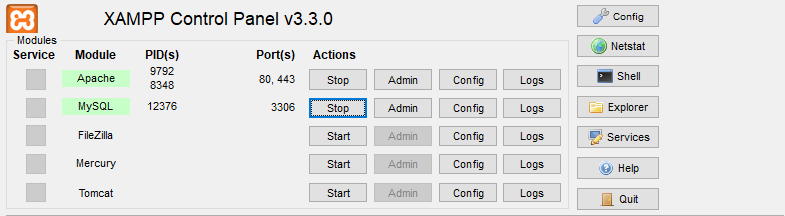 XAMPP Control Panel v3.3.0
Config
Modules
Service Module PID(s) Port(s) Actions
Netstat
Apache 9792 8348 80, 443 Stop Admin Config Logs
Shell
MySQL 12376 3306 Stop Admin Config Logs
Explorer
FileZilla Start Admin Config Logs
Services
Mercury Start Admin Config Logs
Help
Tomcat Start Admin Config Logs
Quit